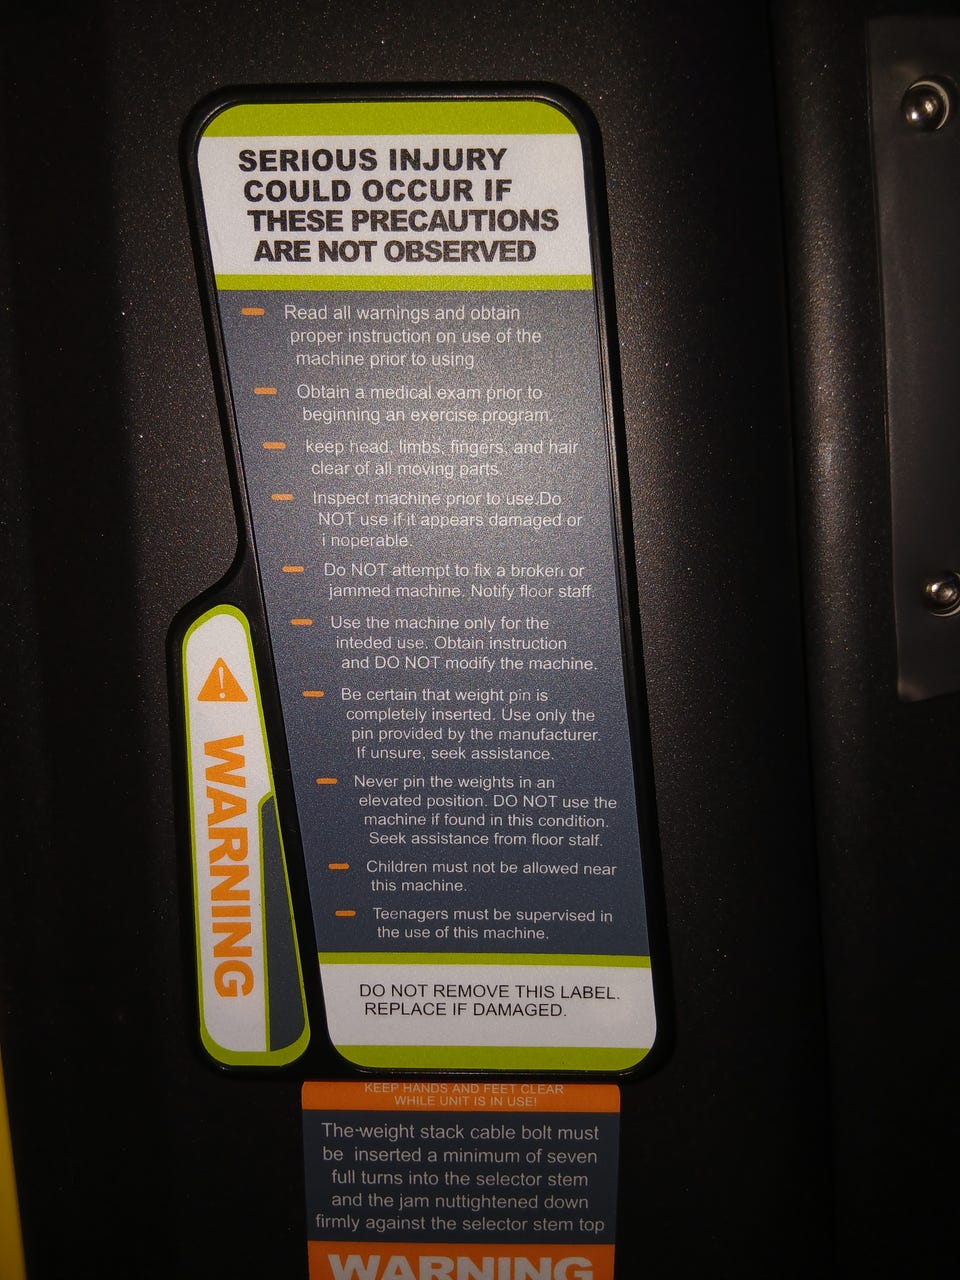 SERIOUS INJURY
COULD OCCUR IF
THESE PRECAUTIONS
ARE NOT OBSERVED
Read all warnings and obtain
proper instruction on use of the
machine prior to using
Obtain a medical exam prior to
beginning an exercise program.
keep head, limbs, fingers, and hair
clear of all moving parts.
Inspect machine prior to use.Do
NOT use if it appears damaged or
i noperable.
Do NOT attempt to fix a broken or
jammed machine. Notify floor staff.
Use the machine only for the
inteded use. Obtain instruction
and DO NOT modify the machine.
Be certain that weight pin is
completely inserted. Use only the
pin provided by the manufacturer.
If unsure, seek assistance.
Never pin the weights in an
elevated position. DO NOT use the
machine if found in this condition.
Seek assistance from floor staff.
Children must not be allowed near
this machine.
Teenagers must be supervised in
the use of this machine.
DO NOT REMOVE THIS LABEL.
REPLACE IF DAMAGED.
WARNING
KEEP HANDS AND FEET CLEAR
WHILE UNIT IS IN USE!
The-weight stack cable bolt must
be inserted a minimum of seven
full turns into the selector stem
and the jam nuttightened down
firmly against the selector stem top
WARNING